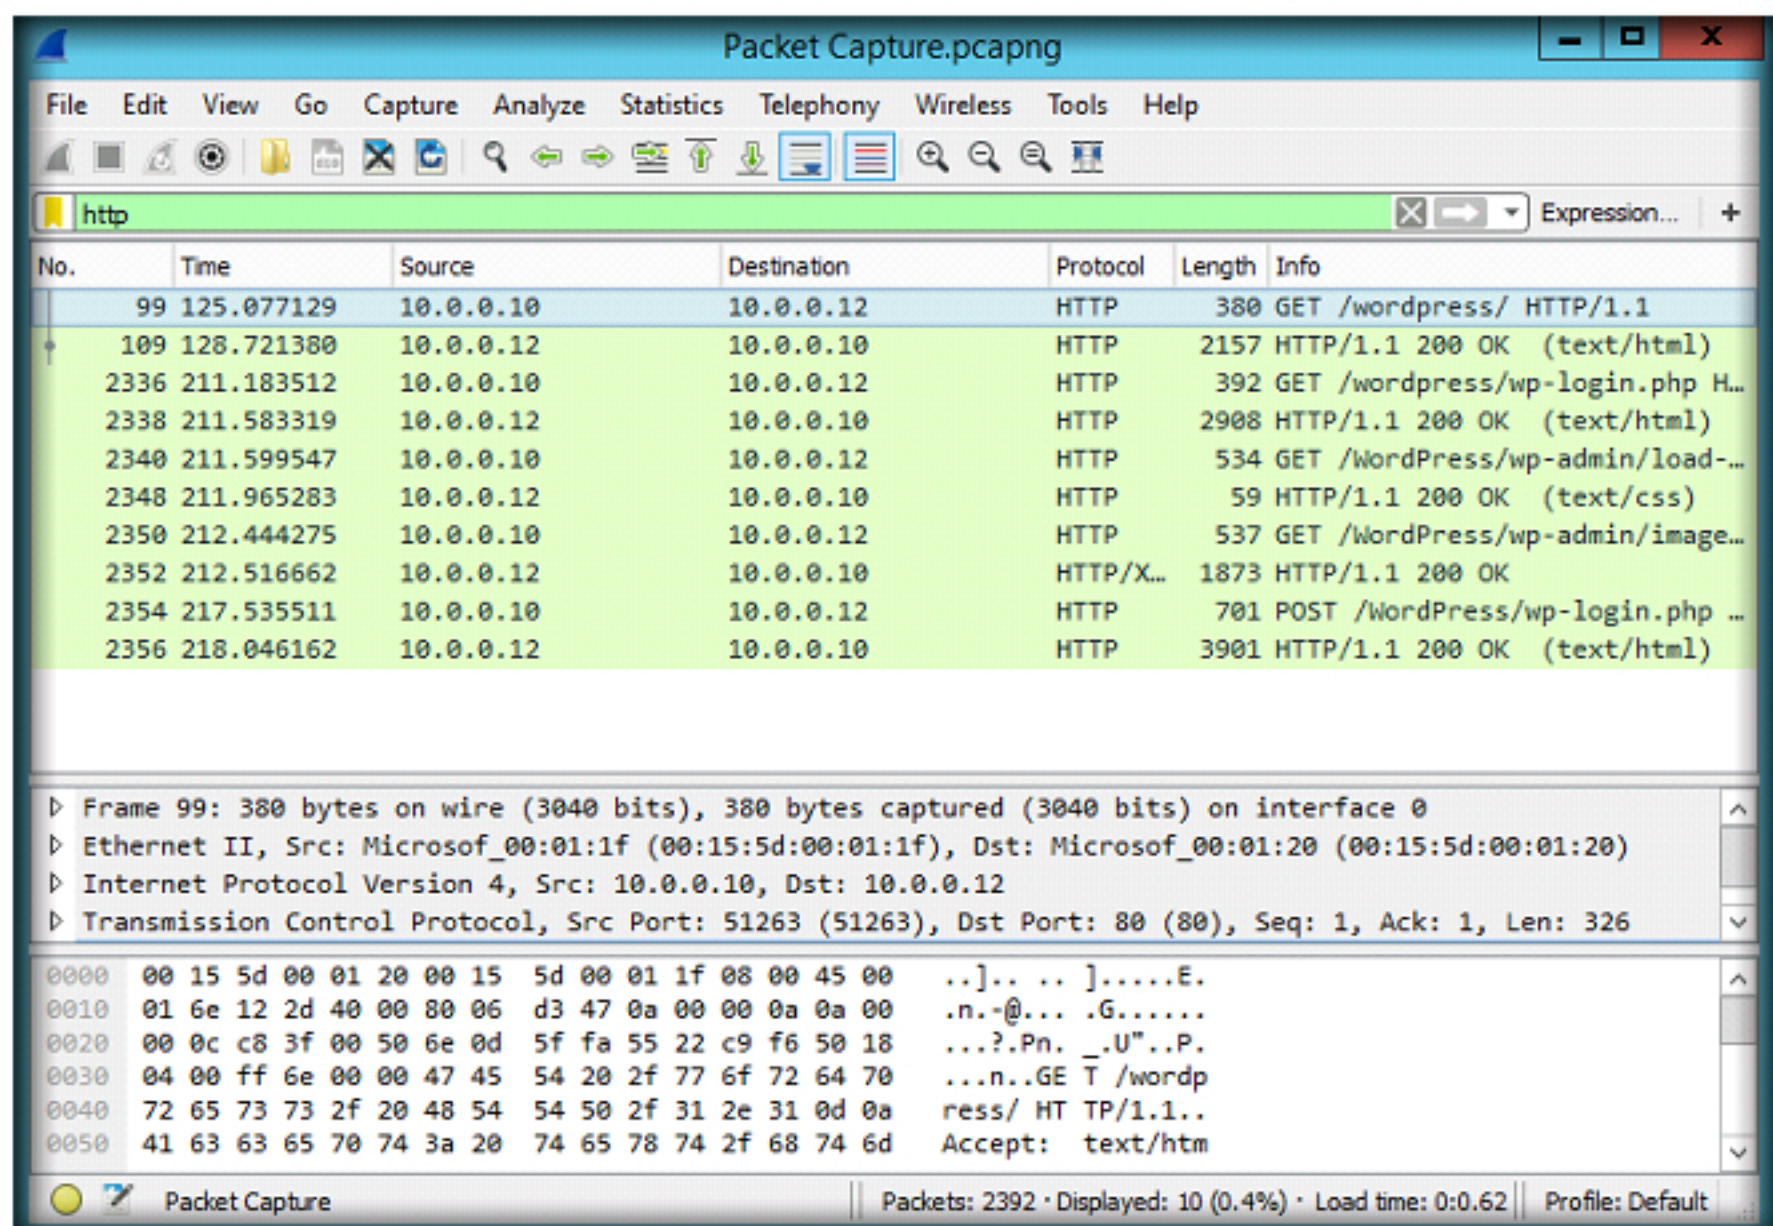 Packet Capture.pcapng
File Edit View Go Capture Analyze Statistics Telephony Wireless Tools Help
http Expression... +
No. Time Source Destination Protocol Length Info
99 125.077129 10.0.0.10 10.0.0.12 HTTP 380 GET /wordpress/ HTTP/1.1
109 128.721380 10.0.0.12 10.0.0.10 HTTP 2157 HTTP/1.1 200 OK (text/html)
2336 211.183512 10.0.0.10 10.0.0.12 HTTP 392 GET /wordpress/wp-login.php H…
2338 211.583319 10.0.0.12 10.0.0.10 HTTP 2908 HTTP/1.1 200 OK (text/html)
2340 211.599547 10.0.0.10 10.0.0.12 HTTP 534 GET /WordPress/wp-admin/load-…
2348 211.965283 10.0.0.12 10.0.0.10 HTTP 59 HTTP/1.1 200 OK (text/css)
2350 212.444275 10.0.0.10 10.0.0.12 HTTP 537 GET /WordPress/wp-admin/image…
2352 212.516662 10.0.0.12 10.0.0.10 HTTP/X… 1873 HTTP/1.1 200 OK
2354 217.535511 10.0.0.10 10.0.0.12 HTTP 701 POST /WordPress/wp-login.php …
2356 218.046162 10.0.0.12 10.0.0.10 HTTP 3901 HTTP/1.1 200 OK (text/html)
Frame 99: 380 bytes on wire (3040 bits), 380 bytes captured (3040 bits) on interface 0
Ethernet II, Src: Microsof_00:01:1f (00:15:5d:00:01:1f), Dst: Microsof_00:01:20 (00:15:5d:00:01:20)
Internet Protocol Version 4, Src: 10.0.0.10, Dst: 10.0.0.12
Transmission Control Protocol, Src Port: 51263 (51263), Dst Port: 80 (80), Seq: 1, Ack: 1, Len: 326
0000 00 15 5d 00 01 20 00 15 5d 00 01 1f 08 00 45 00 ..].. .. ].....E.
0010 01 6e 12 2d 40 00 80 06 d3 47 0a 00 00 0a 0a 00 .n.-@... .G......
0020 00 0c c8 3f 00 50 6e 0d 5f fa 55 22 c9 f6 50 18 ...?.Pn. _.U"..P.
0030 04 00 ff 6e 00 00 47 45 54 20 2f 77 6f 72 64 70 ...n..GE T /wordp
0040 72 65 73 73 2f 20 48 54 54 50 2f 31 2e 31 0d 0a ress/ HT TP/1.1..
0050 41 63 63 65 70 74 3a 20 74 65 78 74 2f 68 74 6d Accept: text/htm
Packet Capture Packets: 2392 · Displayed: 10 (0.4%) · Load time: 0:0.62 Profile: Default